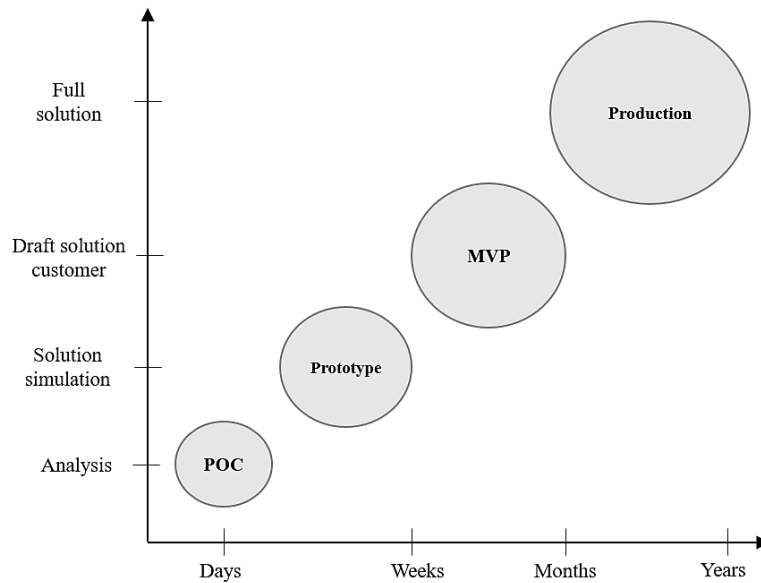 Full
solution
Production
Draft solution
customer
MVP
Solution
simulation
Prototype
Analysis
POC
Days
Weeks
Months
Years